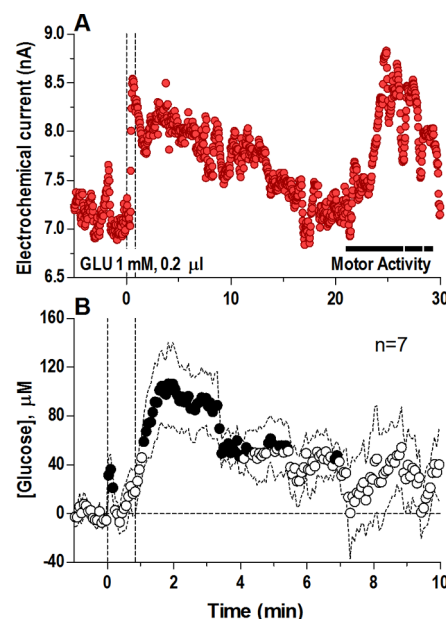 A
Electrochemical current (nA)
9.0
8.5
8.0
7.5
7.0
6.5
GLU 1 mM, 0.2 µl
Motor Activity
0
10
20
30
B
[Glucose], µM
160
120
80
40
0
-40
n=7
0
2
4
6
8
10
Time (min)